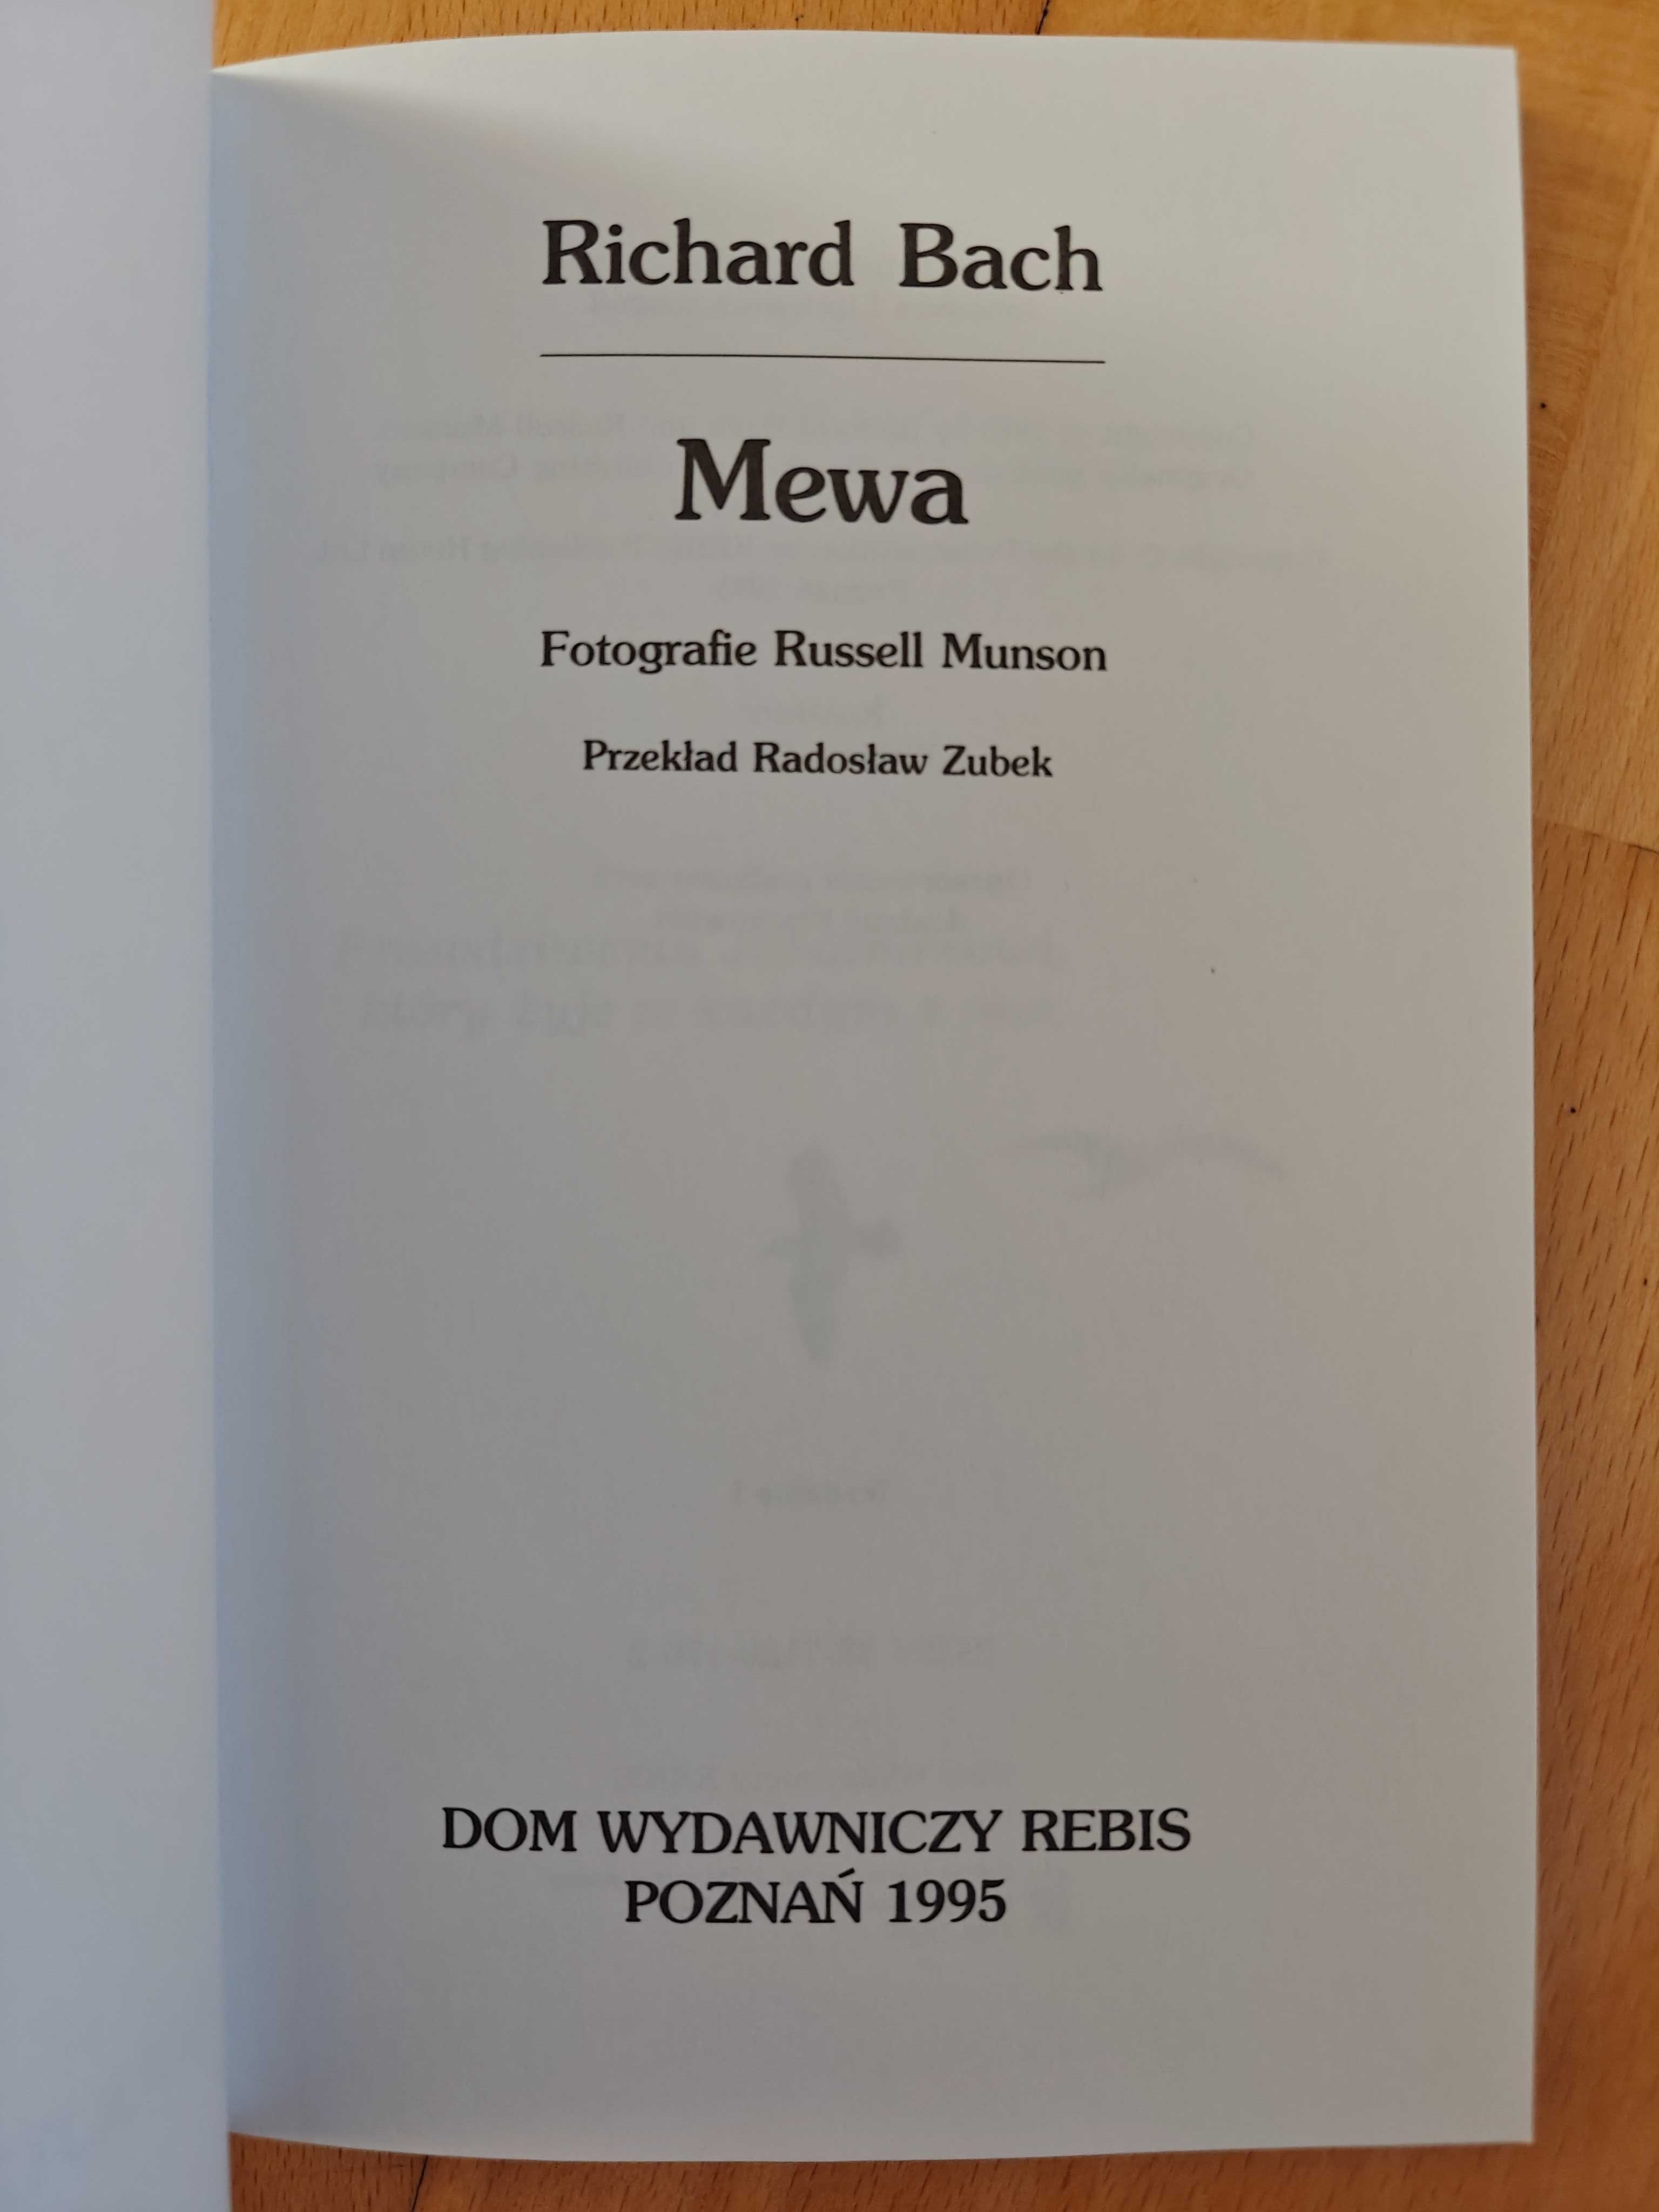 Richard Bach
Mewa
Fotografie Russell Munson
Przekład Radosław Zubek
DOM WYDAWNICZY REBIS
POZNAŃ 1995